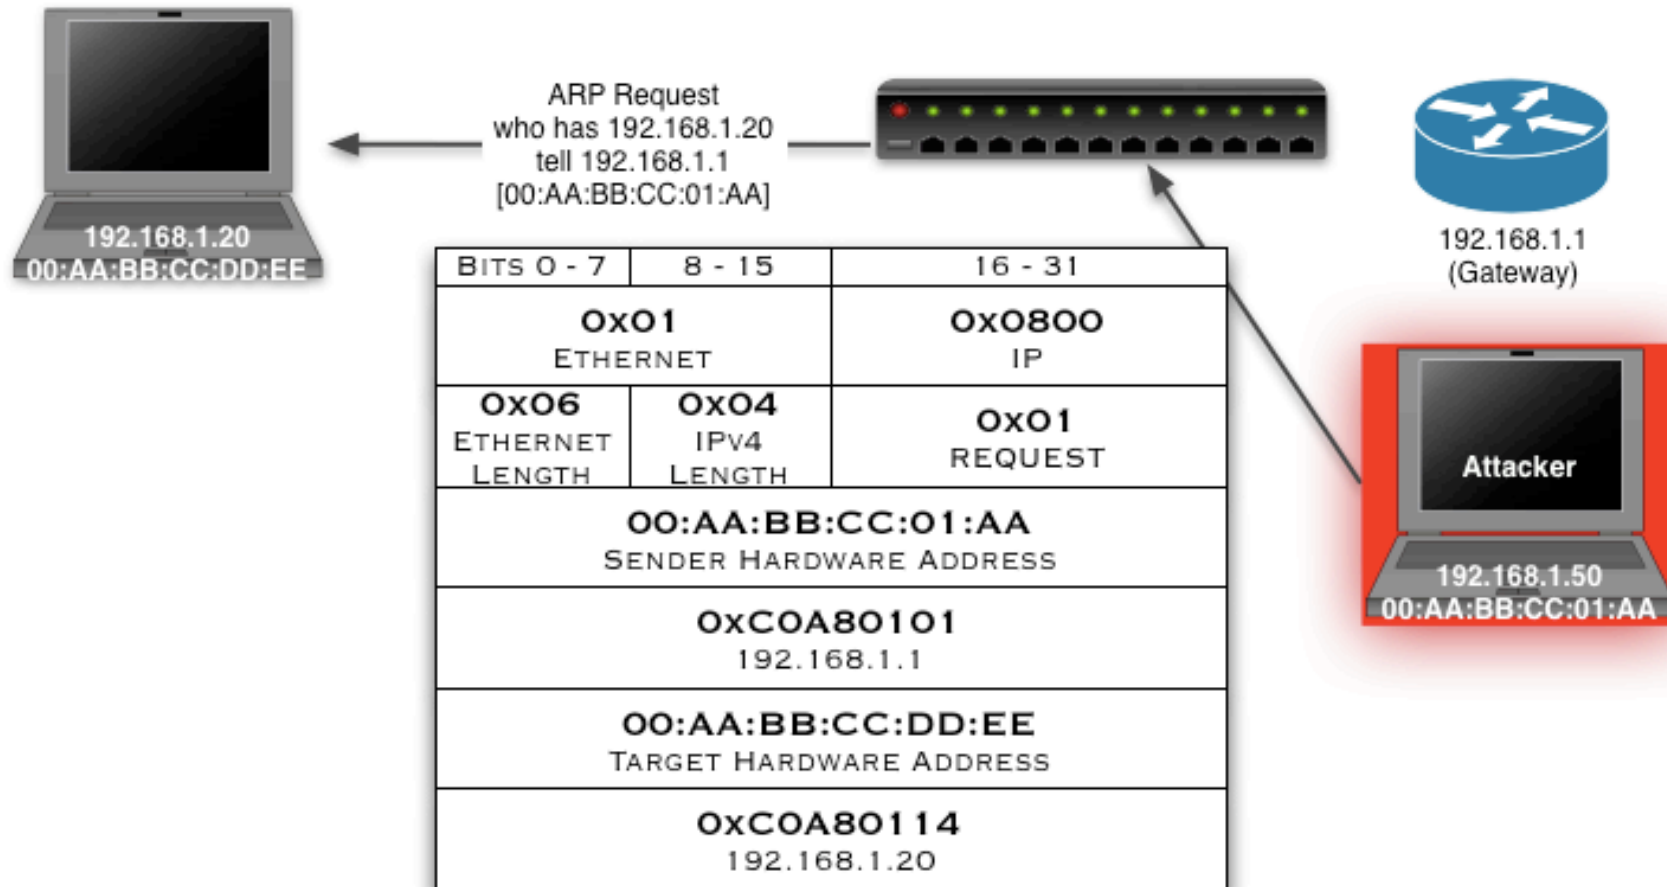 ARP Request
who has 192.168.1.20
tell 192.168.1.1
[00:AA:BB:CC:01:AA]
192.168.1.20
00:AA:BB:CC:DD:EE
192.168.1.1
(Gateway)
BITS 0 - 7 8 - 15 16 - 31
0x01 0x0800
ETHERNET IP
0x06 0x04 0x01
ETHERNET LENGTH IPV4 LENGTH REQUEST
00:AA:BB:CC:01:AA
SENDER HARDWARE ADDRESS
0xC0A80101
192.168.1.1
00:AA:BB:CC:DD:EE
TARGET HARDWARE ADDRESS
0xC0A80114
192.168.1.20
Attacker
192.168.1.50
00:AA:BB:CC:01:AA